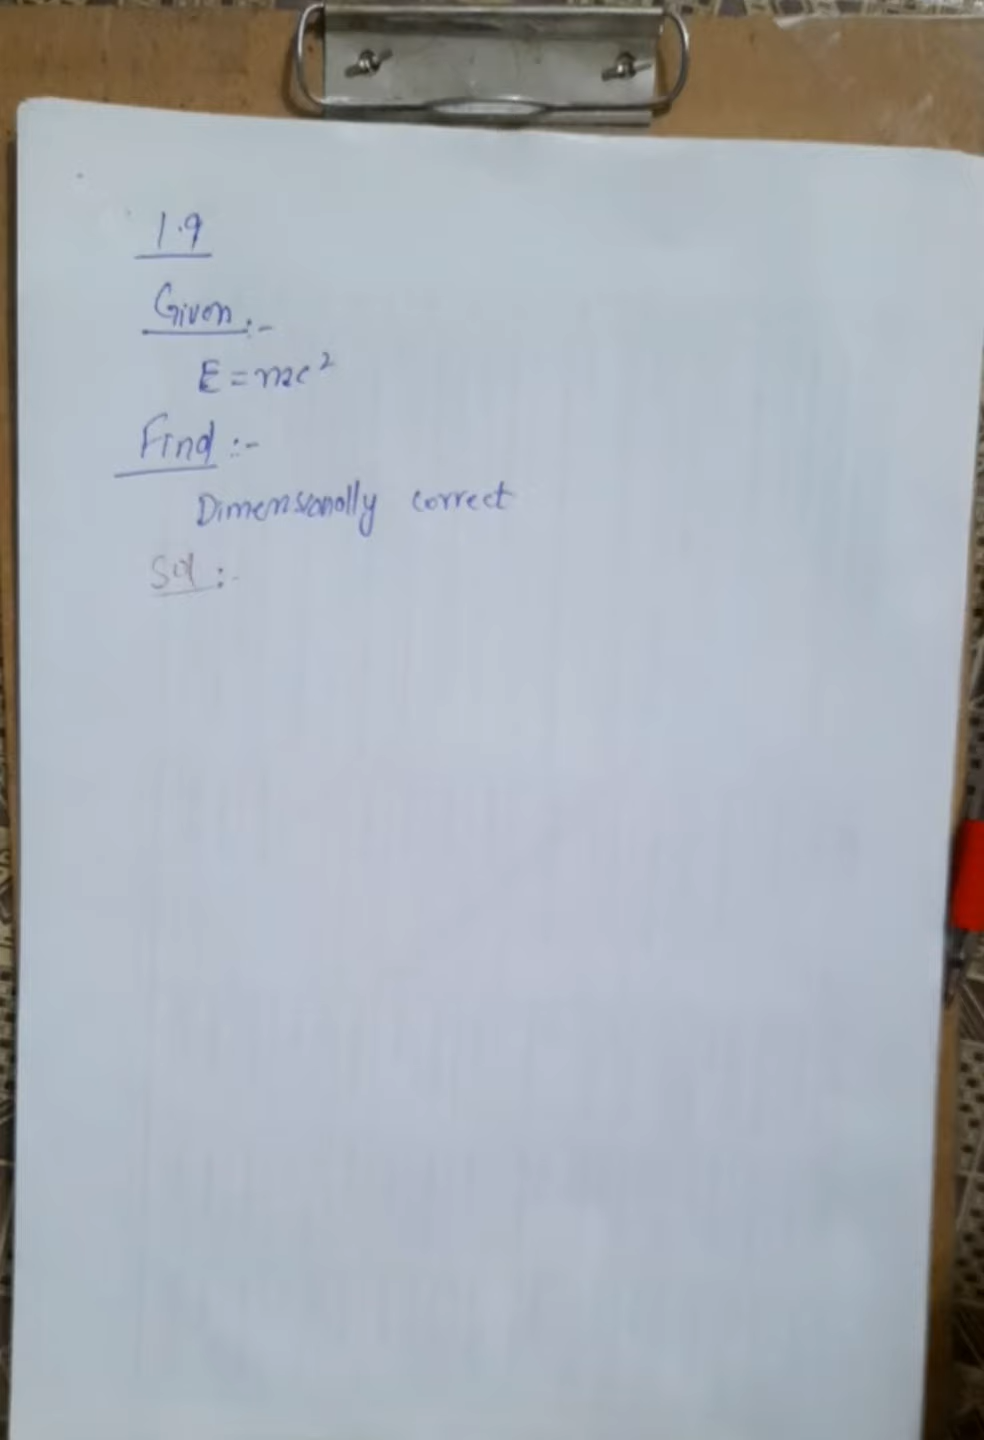 1.9
Given :-
E = mc²
Find :-
Dimensionally correct
Sol :-